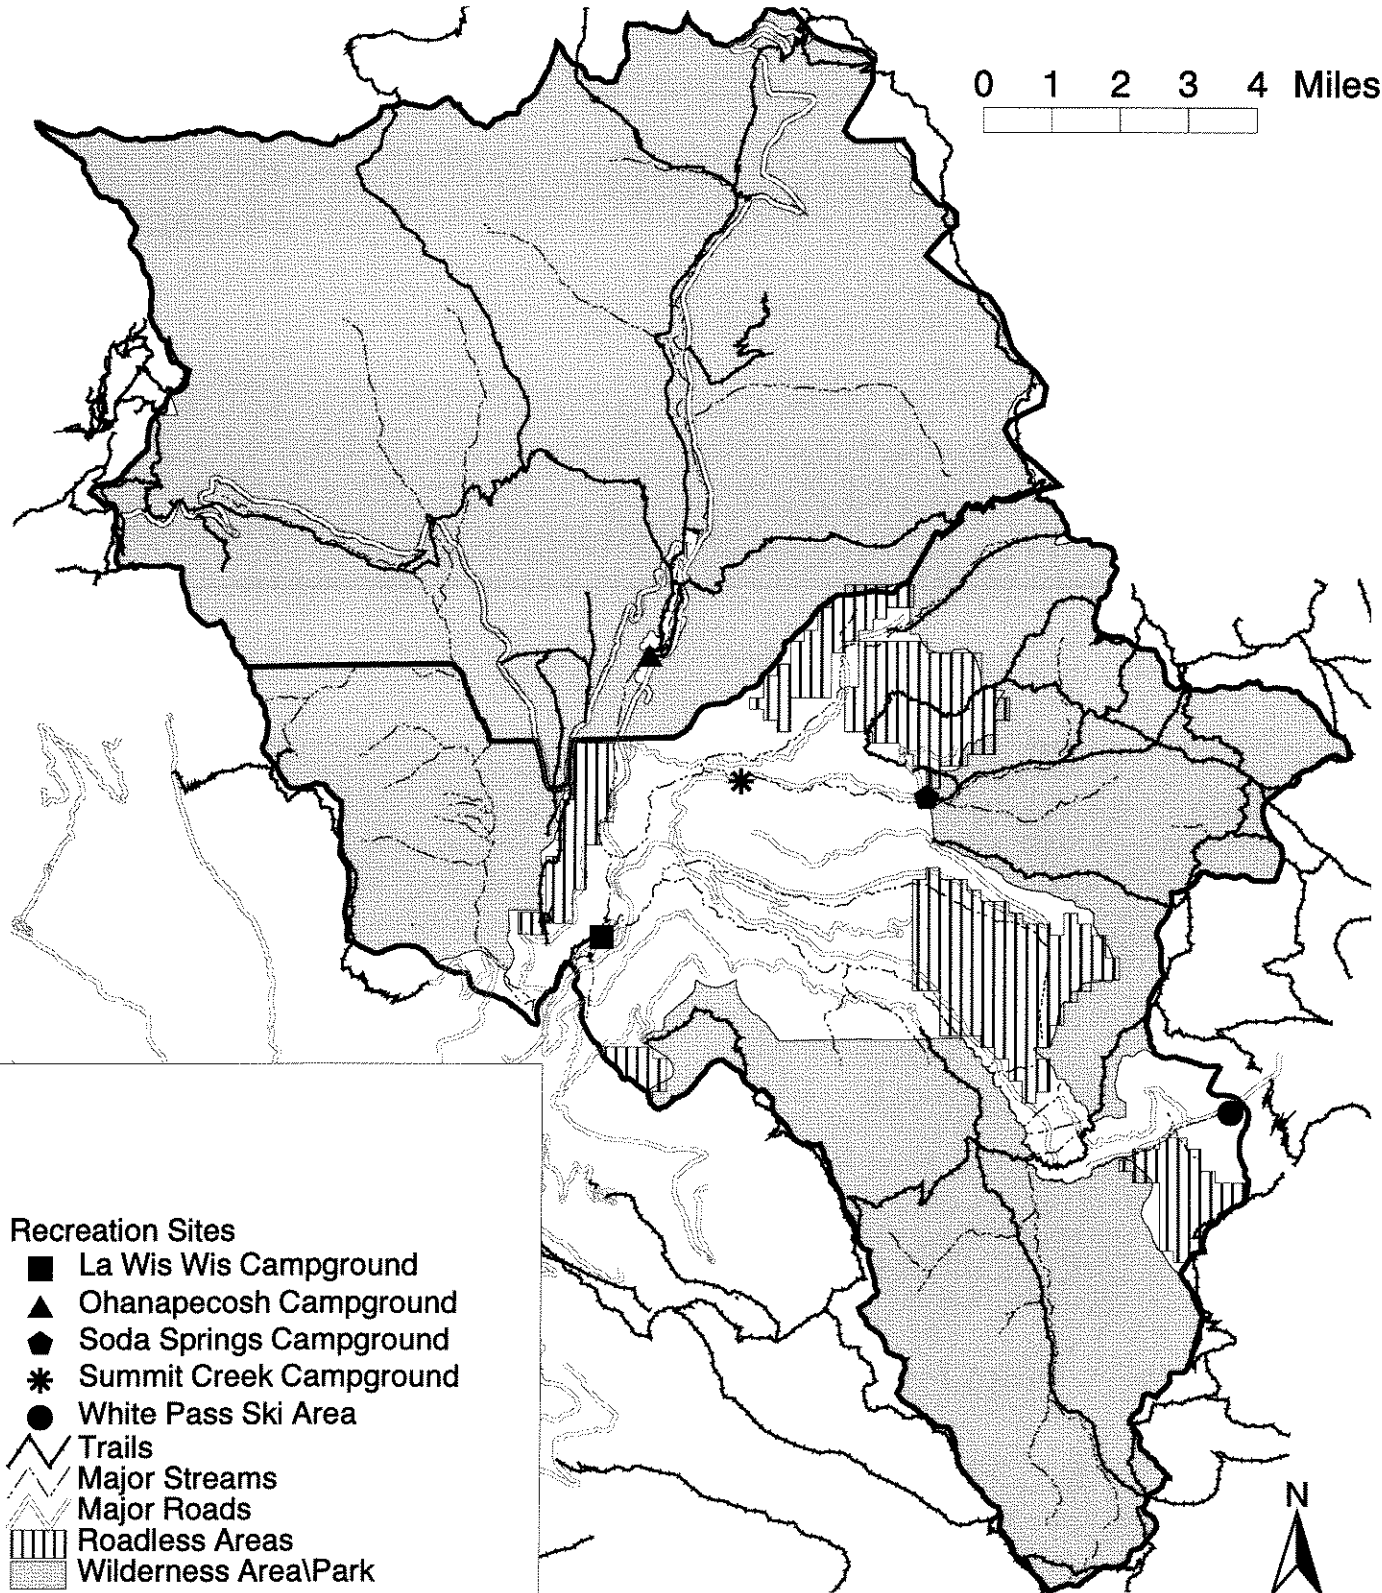 0 1 2 3 4 Miles
Recreation Sites
La Wis Wis Campground
Ohanapecosh Campground
Soda Springs Campground
Summit Creek Campground
White Pass Ski Area
Trails
Major Streams
Major Roads
Roadless Areas
Wilderness Area\Park
N